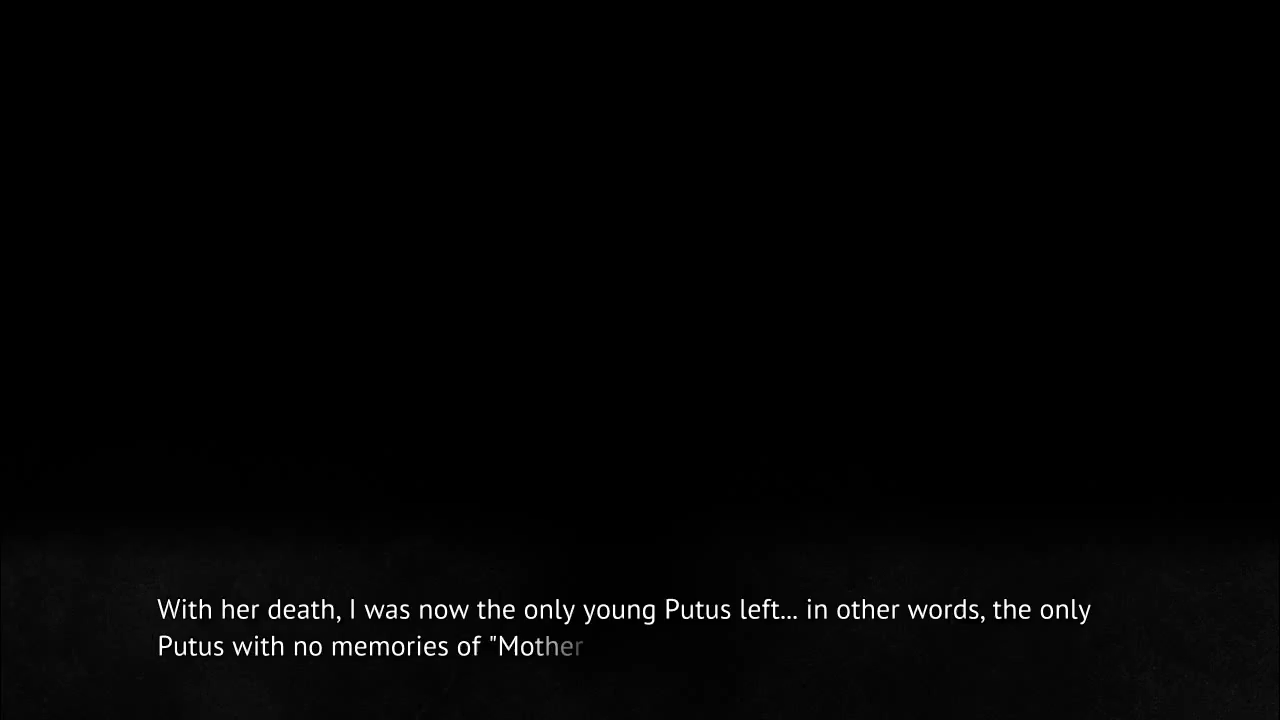 With her death, I was now the only young Putus left... in other words, the only
Putus with no memories of "Mother